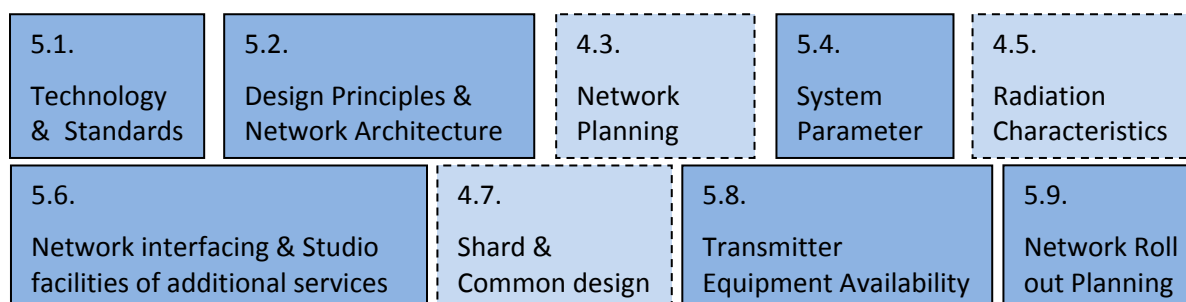 5.1.
Technology
& Standards
5.2.
Design Principles &
Network Architecture
4.3.
Network
Planning
5.4.
System
Parameter
4.5.
Radiation
Characteristics
5.6.
Network interfacing & Studio
facilities of additional services
4.7.
Shard &
Common design
5.8.
Transmitter
Equipment Availability
5.9.
Network Roll
out Planning